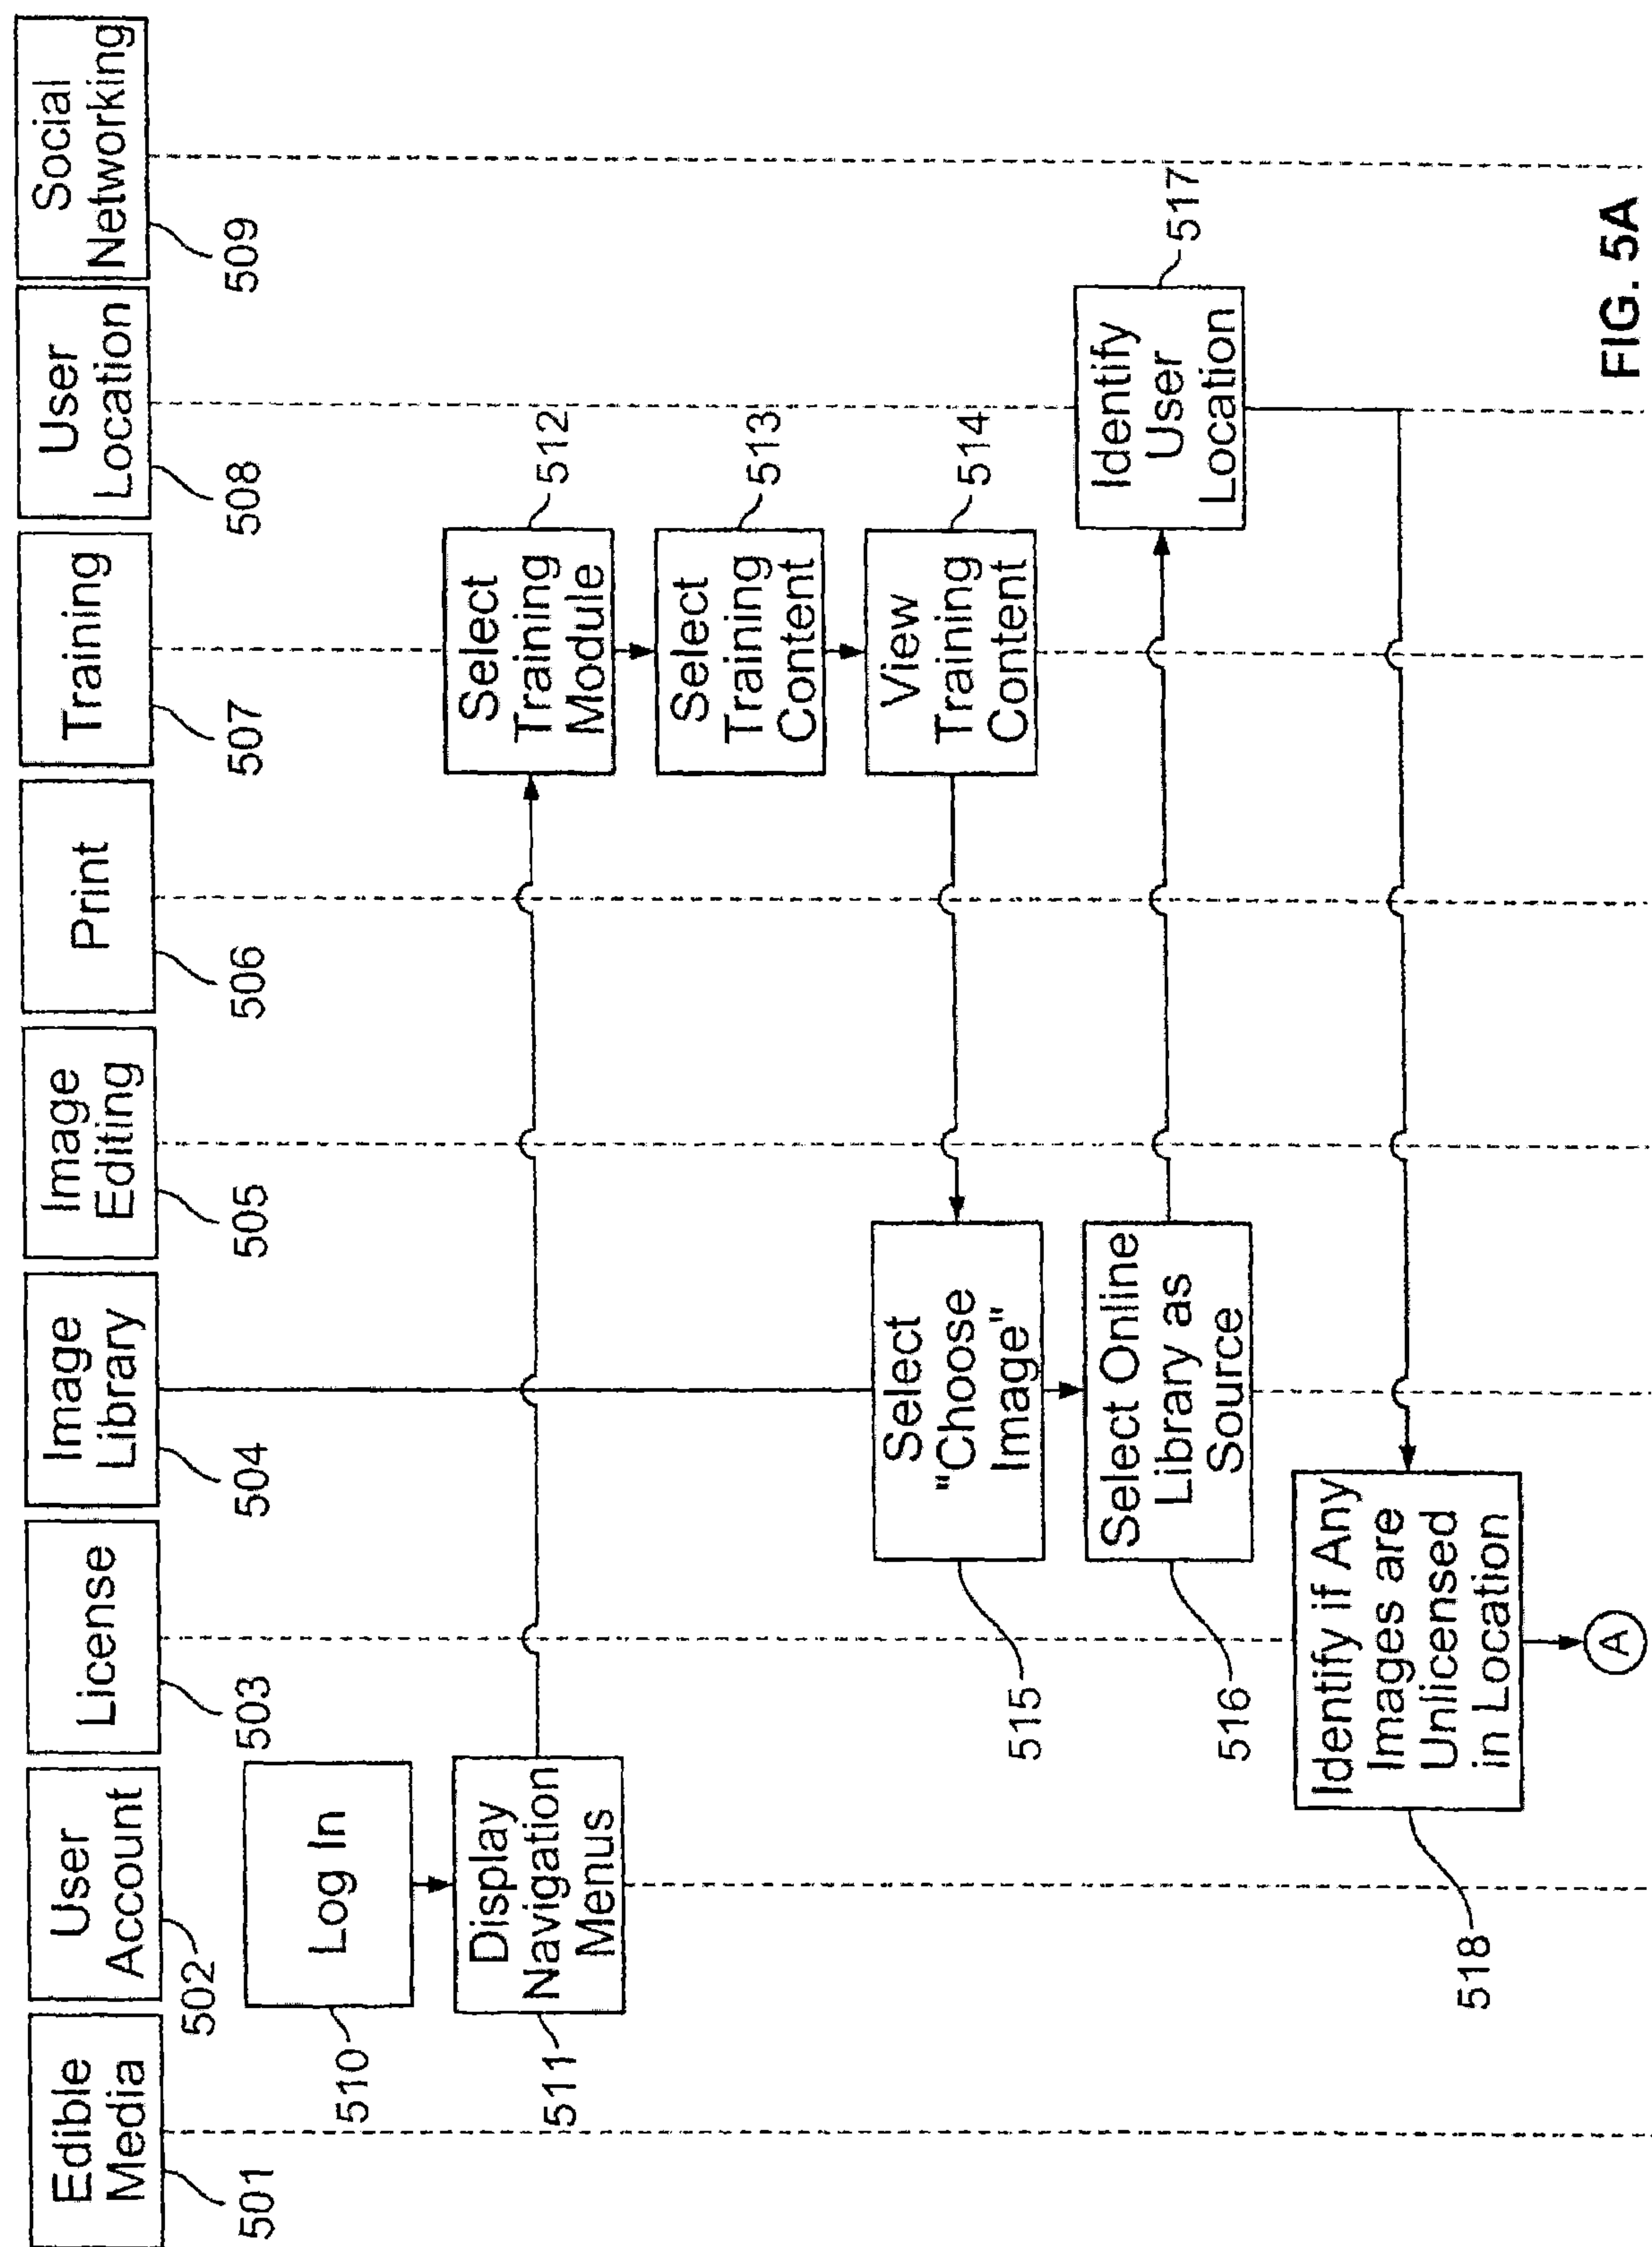 Edible
Media
501
User
Account
502
License
503
Image
Library
504
Image
Editing
505
Print
506
Training
507
User
Location
508
Social
Networking
509
Log In
510
Display
Navigation
Menus
511
Select
Training
Module
512
Select
Training
Content
513
View
Training
Content
514
Select
"Choose
Image"
515
Select Online
Library as
Source
516
Identify
User
Location
517
Identify if Any
Images are
Unlicensed
in Location
518
A
FIG. 5A